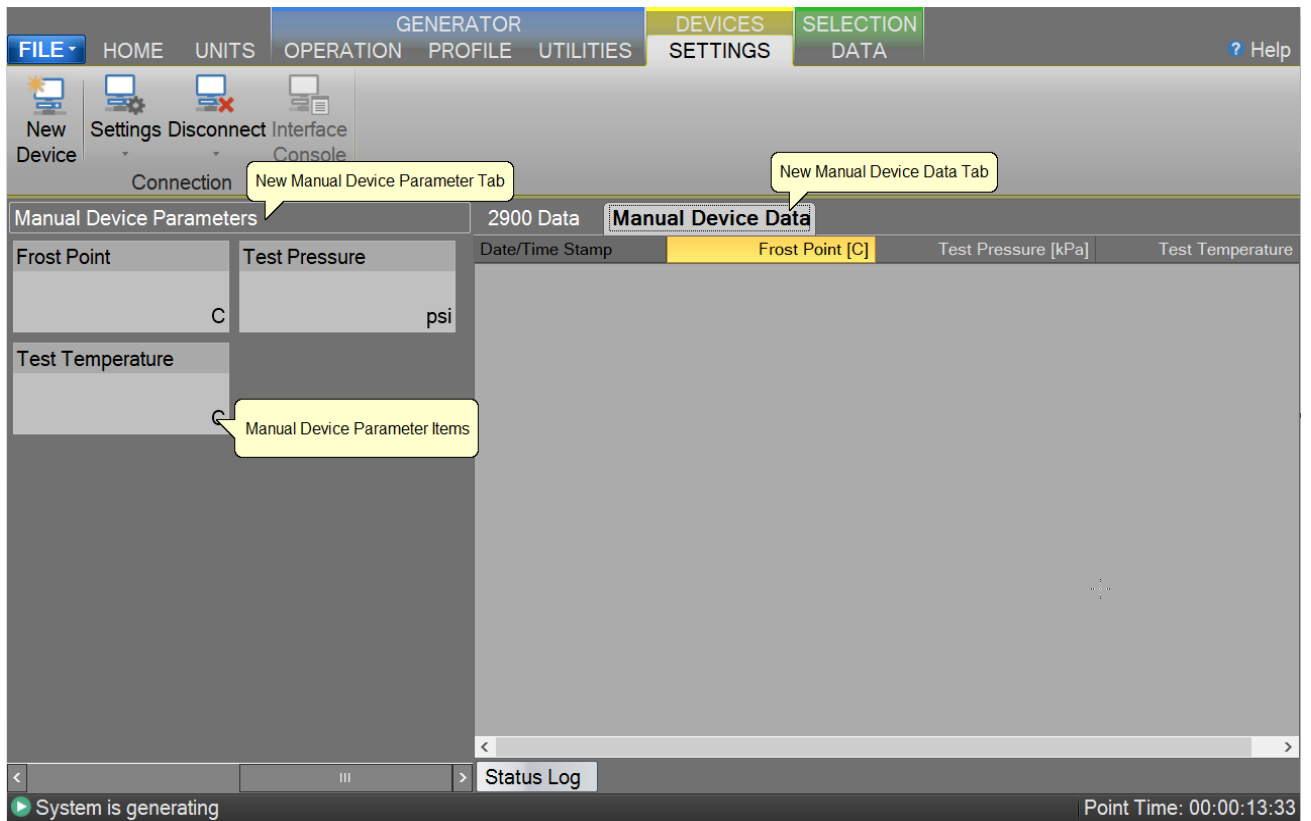 GENERATOR DEVICES SELECTION
FILE HOME UNITS OPERATION PROFILE UTILITIES SETTINGS DATA ? Help
New Device
Settings
Disconnect
Interface Console
Connection
New Manual Device Parameter Tab
New Manual Device Data Tab
Manual Device Parameters
2900 Data Manual Device Data
Frost Point
C
Test Pressure
psi
Test Temperature
C
Manual Device Parameter Items
Date/Time Stamp Frost Point [C] Test Pressure [kPa] Test Temperature
Status Log
System is generating
Point Time: 00:00:13:33